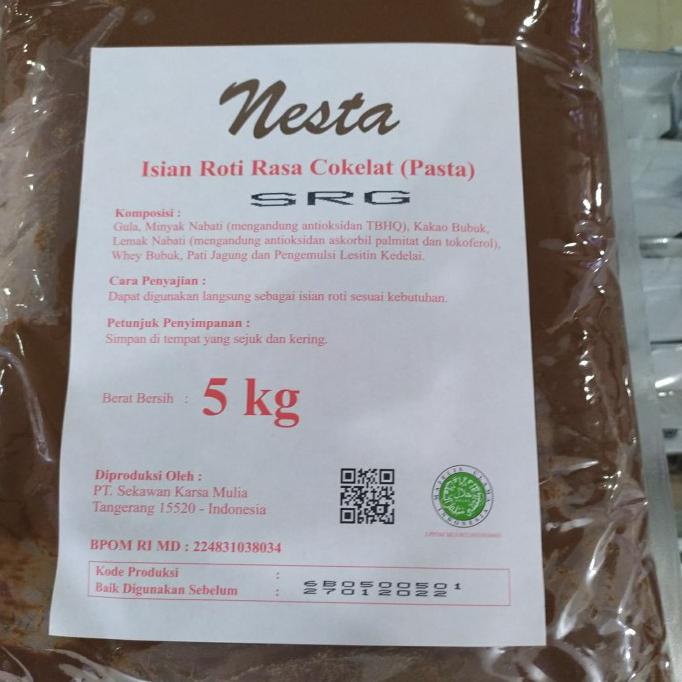 Nesta
Isian Roti Rasa Cokelat (Pasta)
SRG
Komposisi :
Gula, Minyak Nabati (mengandung antioksidan TBHQ), Kakao Bubuk,
Lemak Nabati (mengandung antioksidan askorbil palmitat dan tokoferol),
Whey Bubuk, Pati Jagung dan Pengemulsi Lesitin Kedelai.
Cara Penyajian :
Dapat digunakan langsung sebagai isian roti sesuai kebutuhan.
Petunjuk Penyimpanan :
Simpan di tempat yang sejuk dan kering.
Berat Bersih : 5 kg
Diproduksi Oleh :
PT. Sekawan Karsa Mulia
Tangerang 15520 - Indonesia
BPOM RI MD : 224831038034
Kode Produksi : 6B0500501
Baik Digunakan Sebelum : 27012022
MAJELIS ULAMA INDONESIA